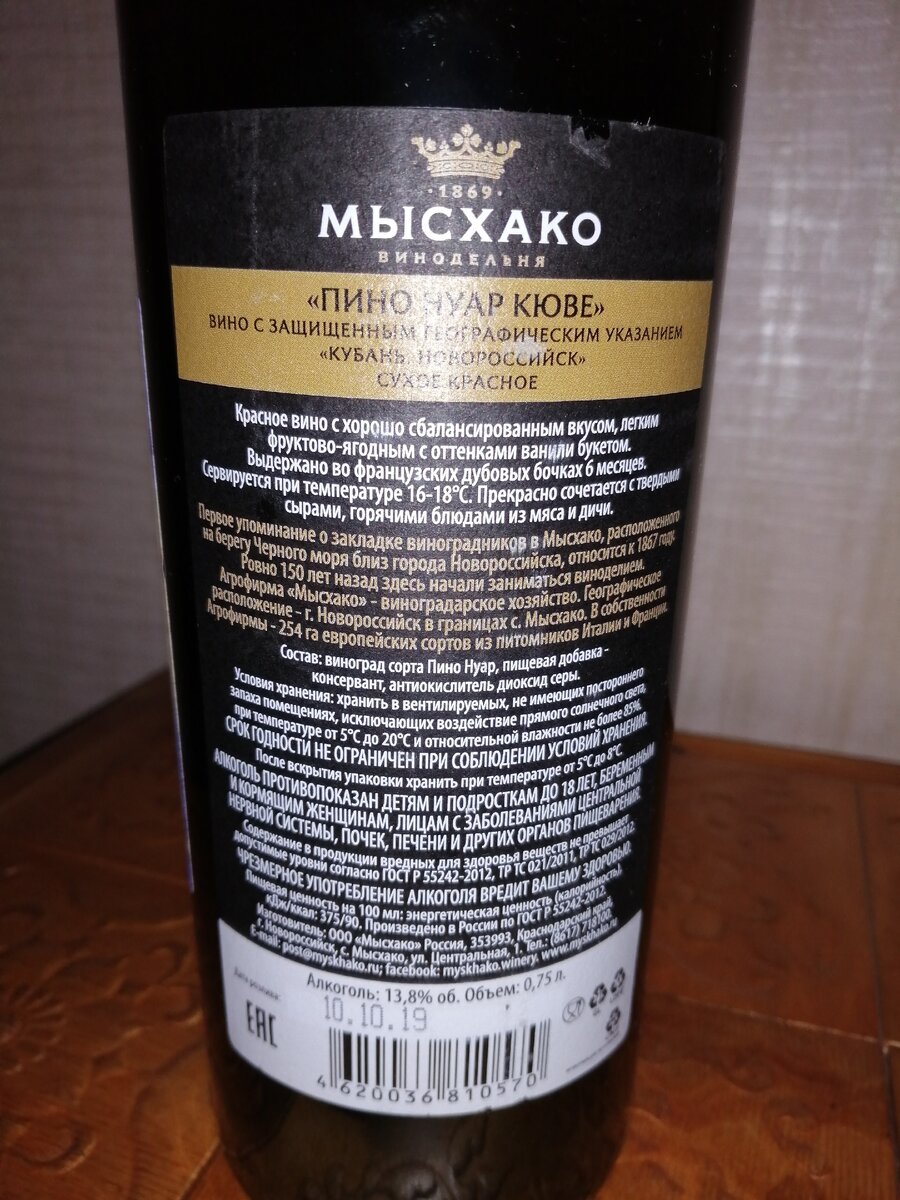 ·1869·
МЫСХАКО
ВИНОДЕЛЬНЯ
«ПИНО НУАР КЮВЕ»
ВИНО С ЗАЩИЩЕННЫМ ГЕОГРАФИЧЕСКИМ УКАЗАНИЕМ
«КУБАНЬ. НОВОРОССИЙСК»
СУХОЕ КРАСНОЕ
Красное вино с хорошо сбалансированным вкусом, легким
фруктово-ягодным с оттенками ванили букетом.
Выдержано во французских дубовых бочках 6 месяцев.
Сервируется при температуре 16-18°С. Прекрасно сочетается с твердыми
сырами, горячими блюдами из мяса и дичи.
Первое упоминание о закладке виноградников в Мысхако, расположенного
на берегу Черного моря близ города Новороссийска, относится к 1867 году.
Ровно 150 лет назад здесь начали заниматься виноделием.
Агрофирма «Мысхако» - виноградарское хозяйство. Географическое
расположение - г. Новороссийск в границах с. Мысхако. В собственности
Агрофирмы - 254 га европейских сортов из питомников Италии и Франции.
Состав: виноград сорта Пино Нуар, пищевая добавка -
консервант, антиокислитель диоксид серы.
Условия хранения: хранить в вентилируемых, не имеющих постороннего
запаха помещениях, исключающих воздействие прямого солнечного света,
при температуре от 5°С до 20°С и относительной влажности не более 85%.
СРОК ГОДНОСТИ НЕ ОГРАНИЧЕН ПРИ СОБЛЮДЕНИИ УСЛОВИЙ ХРАНЕНИЯ.
После вскрытия упаковки хранить при температуре от 5°С до 8°С.
АЛКОГОЛЬ ПРОТИВОПОКАЗАН ДЕТЯМ И ПОДРОСТКАМ ДО 18 ЛЕТ, БЕРЕМЕННЫМ
И КОРМЯЩИМ ЖЕНЩИНАМ, ЛИЦАМ С ЗАБОЛЕВАНИЯМИ ЦЕНТРАЛЬНОЙ
НЕРВНОЙ СИСТЕМЫ, ПОЧЕК, ПЕЧЕНИ И ДРУГИХ ОРГАНОВ ПИЩЕВАРЕНИЯ.
Содержание в продукции вредных для здоровья веществ не превышает
допустимые уровни согласно ГОСТ Р 55242-2012, ТР ТС 021/2011, ТР ТС 029/2012.
ЧРЕЗМЕРНОЕ УПОТРЕБЛЕНИЕ АЛКОГОЛЯ ВРЕДИТ ВАШЕМУ ЗДОРОВЬЮ.
Пищевая ценность на 100 мл: энергетическая ценность (калорийность),
кДж/ккал: 375/90. Произведено в России по ГОСТ Р 55242-2012.
Изготовитель: ООО «Мысхако» Россия, 353993, Краснодарский край,
г. Новороссийск, с. Мысхако, ул. Центральная, 1. Тел.: (8617) 718100.
E-mail: post@myskhako.ru; facebook: myskhako.winery. www.myskhako.ru
Алкоголь: 13,8% об. Объем: 0,75 л.
Дата розлива:
10.10.19
EAC
4 620036 810570